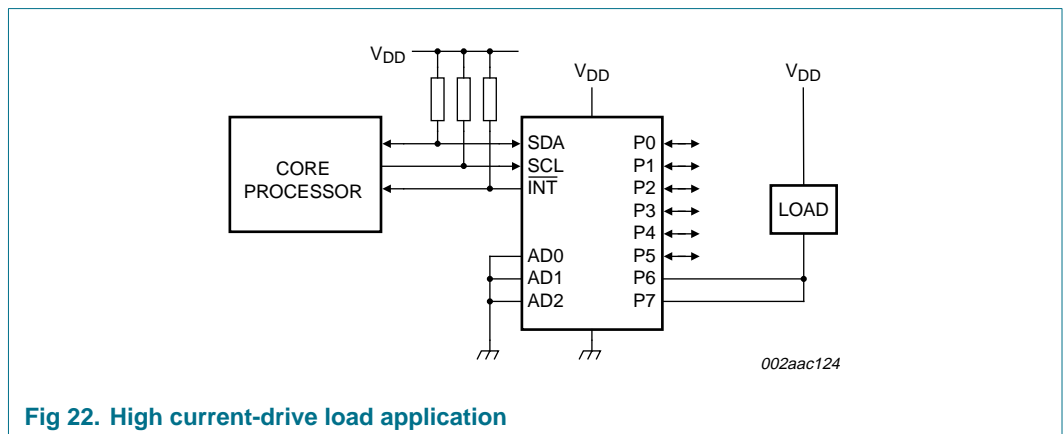 VDD
VDD
VDD
CORE
PROCESSOR
SDA
SCL
INT
AD0
AD1
AD2
P0
P1
P2
P3
P4
P5
P6
P7
LOAD
002aac124
Fig 22. High current-drive load application